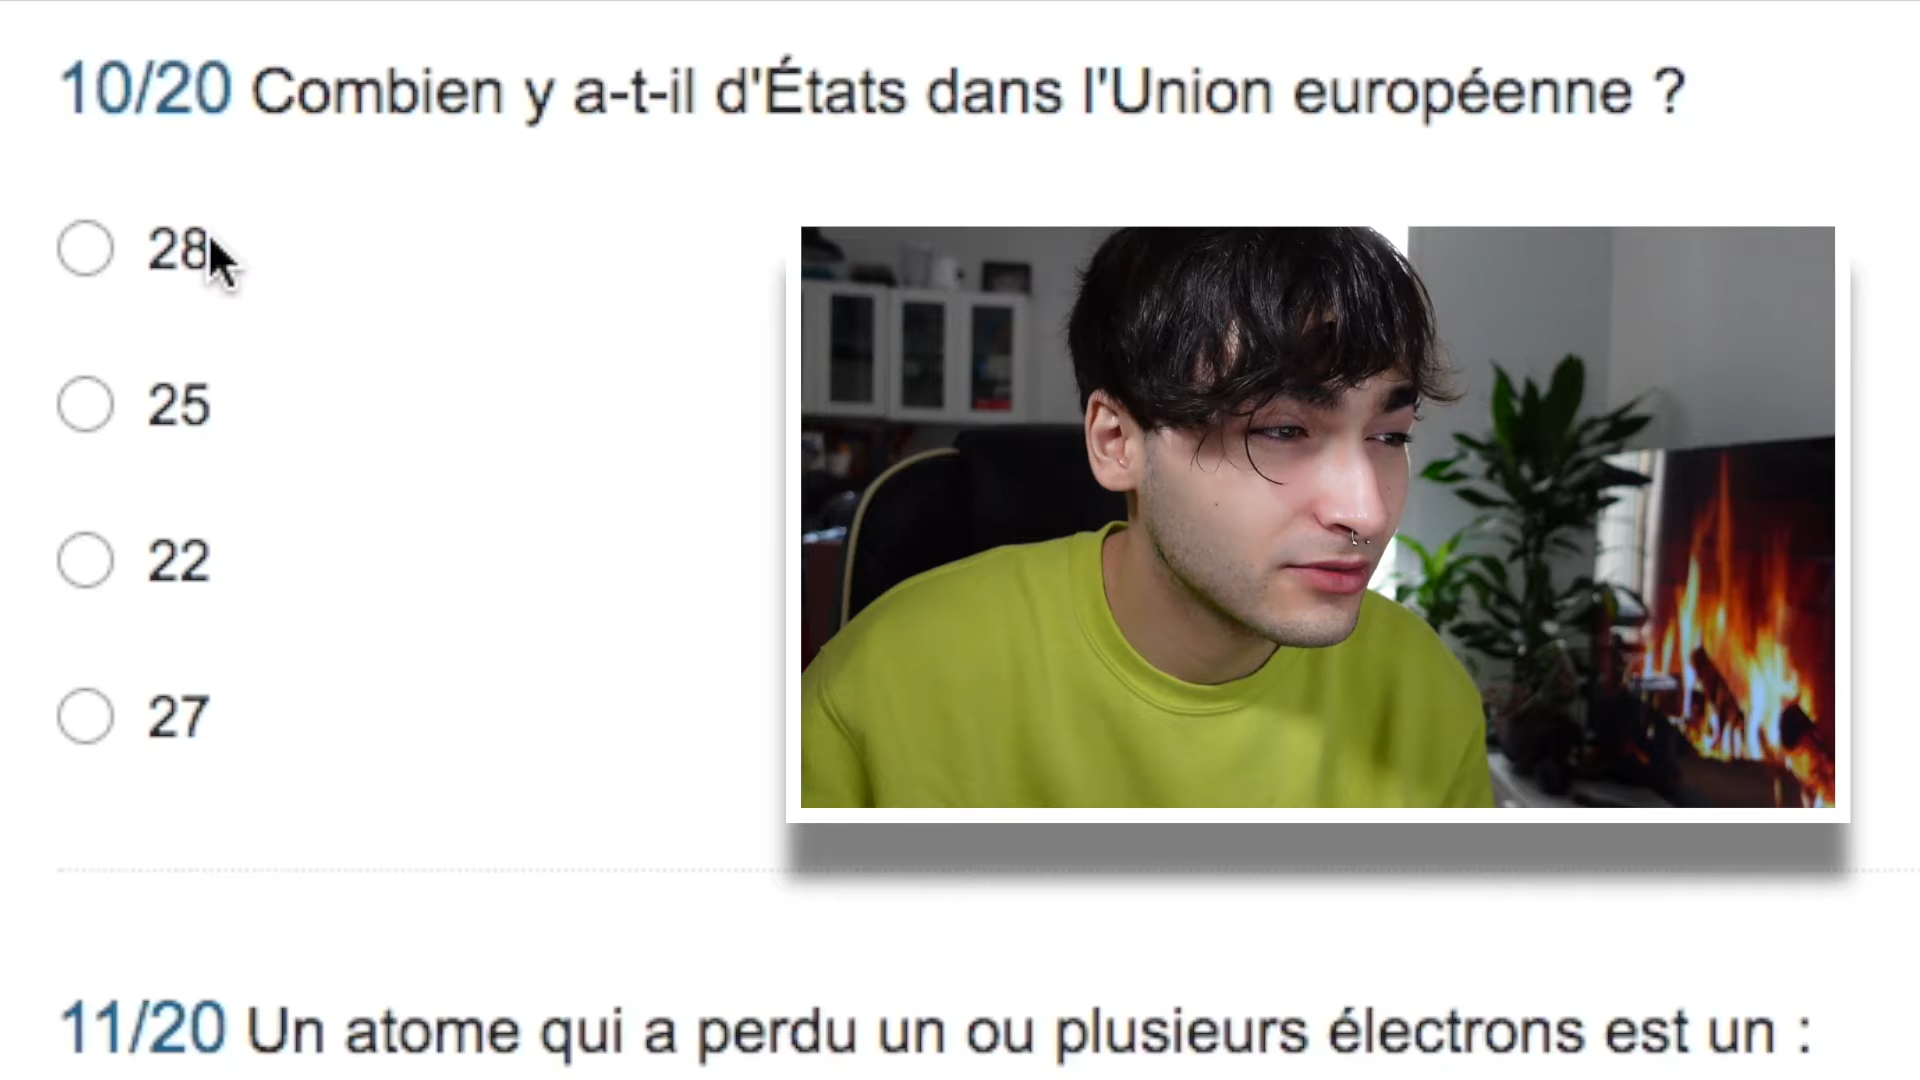 10/20 Combien y a-t-il d'États dans l'Union européenne ?
28
25
22
27
11/20 Un atome qui a perdu un ou plusieurs électrons est un :